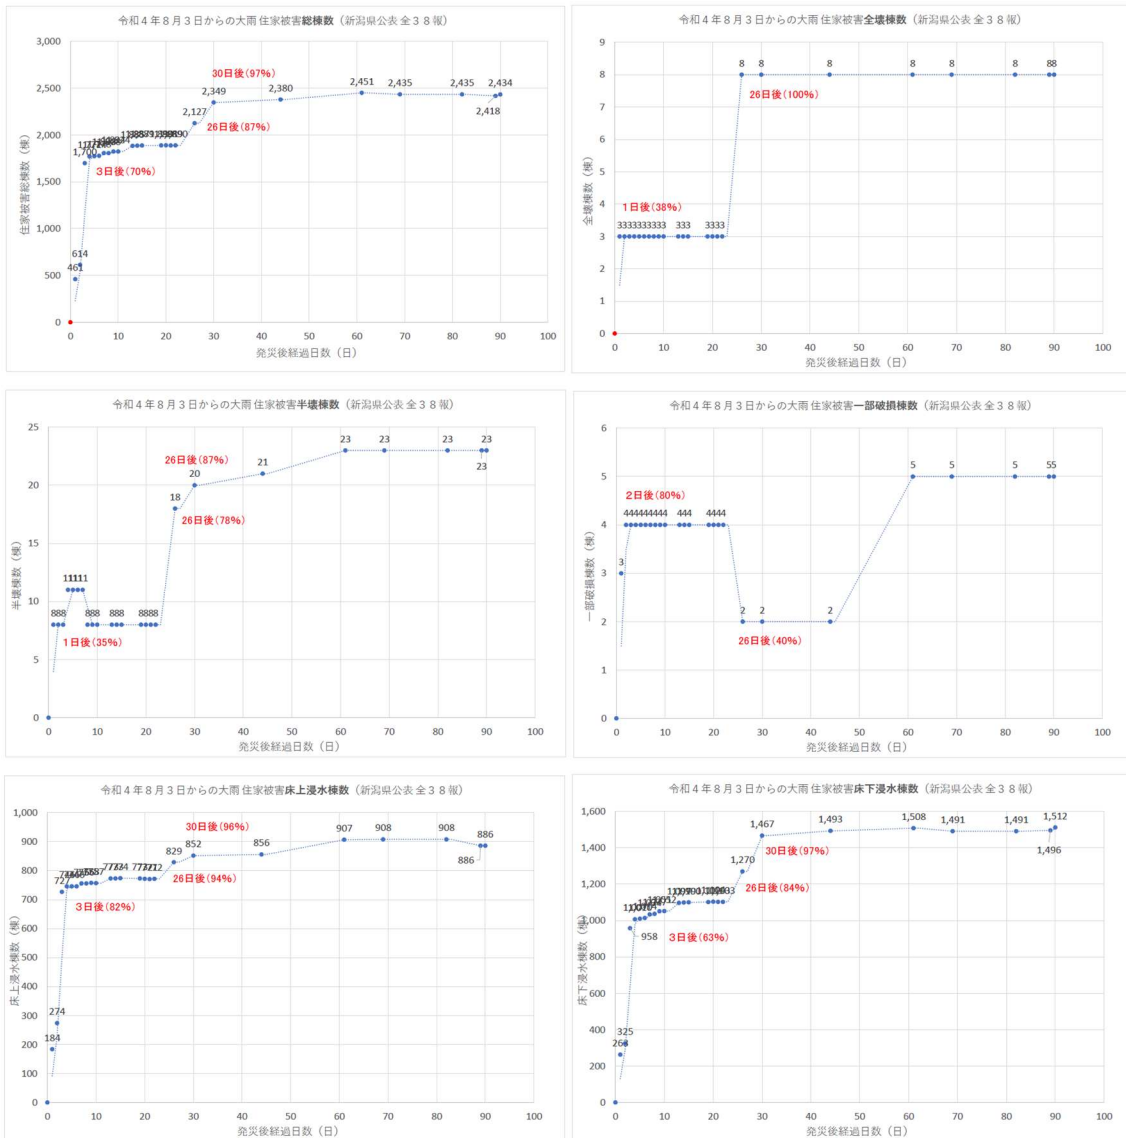 令和４年８月３日からの大雨 住家被害総棟数（新潟県公表 全３８報）
住家被害総棟数（棟）
3,000
2,500
2,000
1,500
1,000
500
0
461
614
1,700
2,127
2,349
2,380
2,451
2,435
2,435
2,418
2,434
３日後（70%）
26日後（87%）
30日後（97%）
0 10 20 30 40 50 60 70 80 90 100
発災後経過日数（日）
令和４年８月３日からの大雨 住家被害全壊棟数（新潟県公表 全３８報）
全壊棟数（棟）
9
8
7
6
5
4
3
2
1
0
１日後（38%）
3333333333 333 3333
26日後（100%）
8 8 8 8 8 8 88
0 10 20 30 40 50 60 70 80 90 100
発災後経過日数（日）
令和４年８月３日からの大雨 住家被害半壊棟数（新潟県公表 全３８報）
半壊棟数（棟）
25
20
15
10
5
0
888
888 888 8888
18
20
21
23 23 23 23
23
１日後（35%）
26日後（78%）
26日後（87%）
0 10 20 30 40 50 60 70 80 90 100
発災後経過日数（日）
令和４年８月３日からの大雨 住家被害一部破損棟数（新潟県公表 全３８報）
一部破損棟数（棟）
6
5
4
3
2
1
0
3
２日後（80%）
444444444 444 4444
2 2 2
26日後（40%）
5 5 5 55
0 10 20 30 40 50 60 70 80 90 100
発災後経過日数（日）
令和４年８月３日からの大雨 住家被害床上浸水棟数（新潟県公表 全３８報）
床上浸水棟数（棟）
1,000
900
800
700
600
500
400
300
200
100
0
184
274
727
829
852
856
907
908
908
886
886
３日後（82%）
26日後（94%）
30日後（96%）
0 10 20 30 40 50 60 70 80 90 100
発災後経過日数（日）
令和４年８月３日からの大雨 住家被害床下浸水棟数（新潟県公表 全３８報）
床下浸水棟数（棟）
1,600
1,400
1,200
1,000
800
600
400
200
0
325
958
1,270
1,467
1,493
1,508
1,491
1,491
1,496
1,512
３日後（63%）
26日後（84%）
30日後（97%）
0 10 20 30 40 50 60 70 80 90 100
発災後経過日数（日）